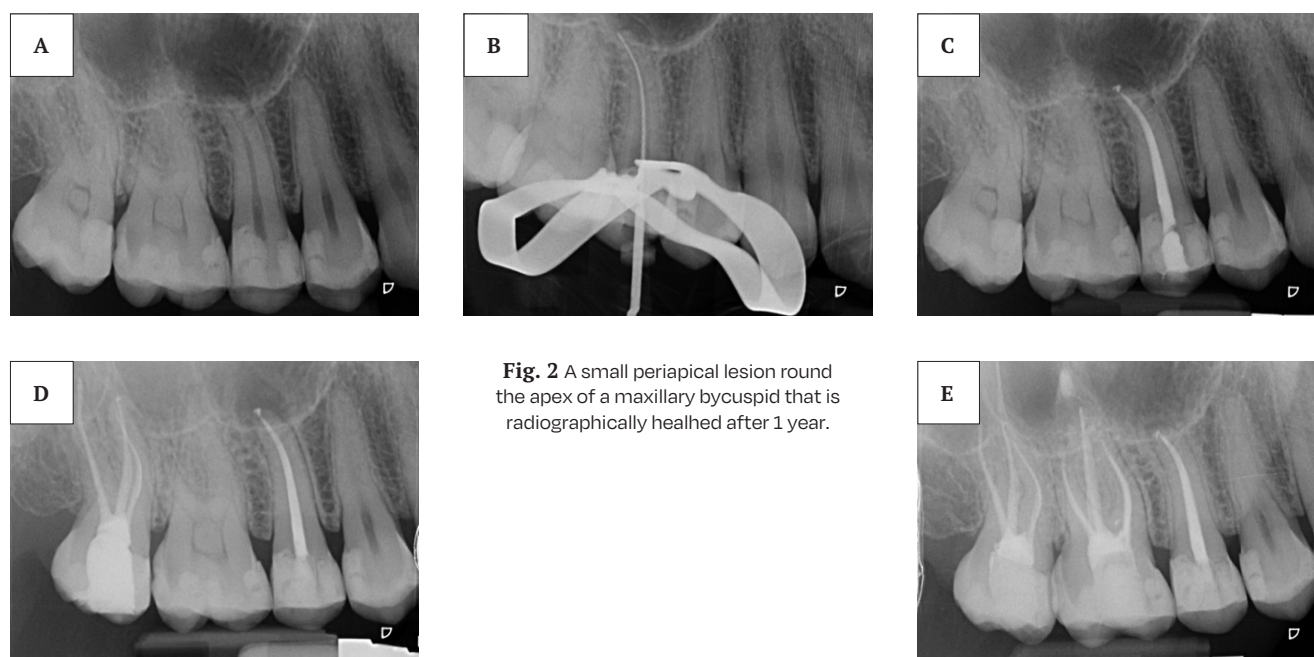 A
B
C
D
Fig. 2 A small periapical lesion round
the apex of a maxillary bycuspid that is
radiographically healhed after 1 year.
E